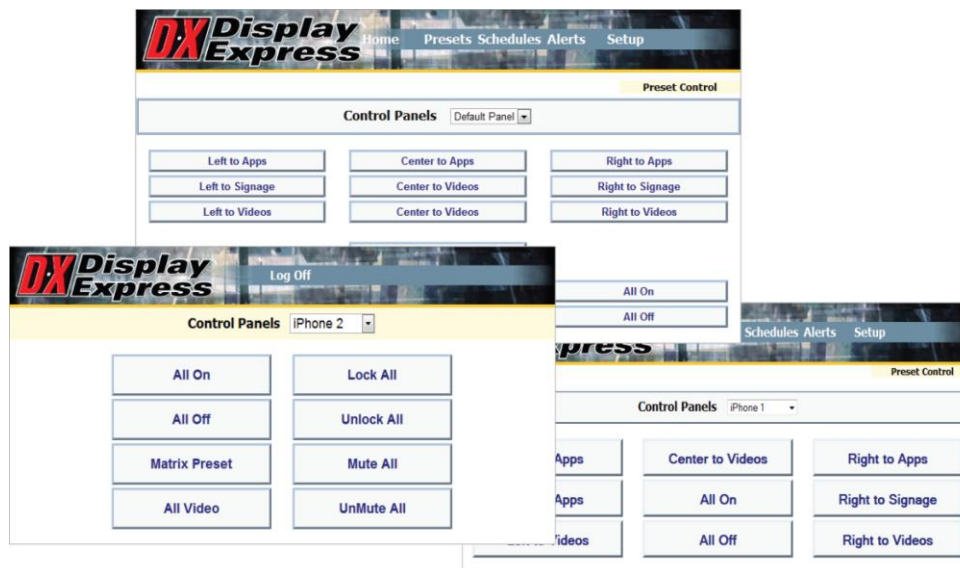 DX Display Express
Home Presets Schedules Alerts Setup
Preset Control
Control Panels Default Panel
Left to Apps Center to Apps Right to Apps
Left to Signage Center to Videos Right to Signage
Left to Videos Center to Videos Right to Videos
All On
All Off
DX Display Express
Log Off
Control Panels iPhone 2
All On Lock All
All Off Unlock All
Matrix Preset Mute All
All Video UnMute All
press
Schedules Alerts Setup
Preset Control
Control Panels iPhone 1
Apps Center to Videos Right to Apps
Apps All On Right to Signage
Videos All Off Right to Videos